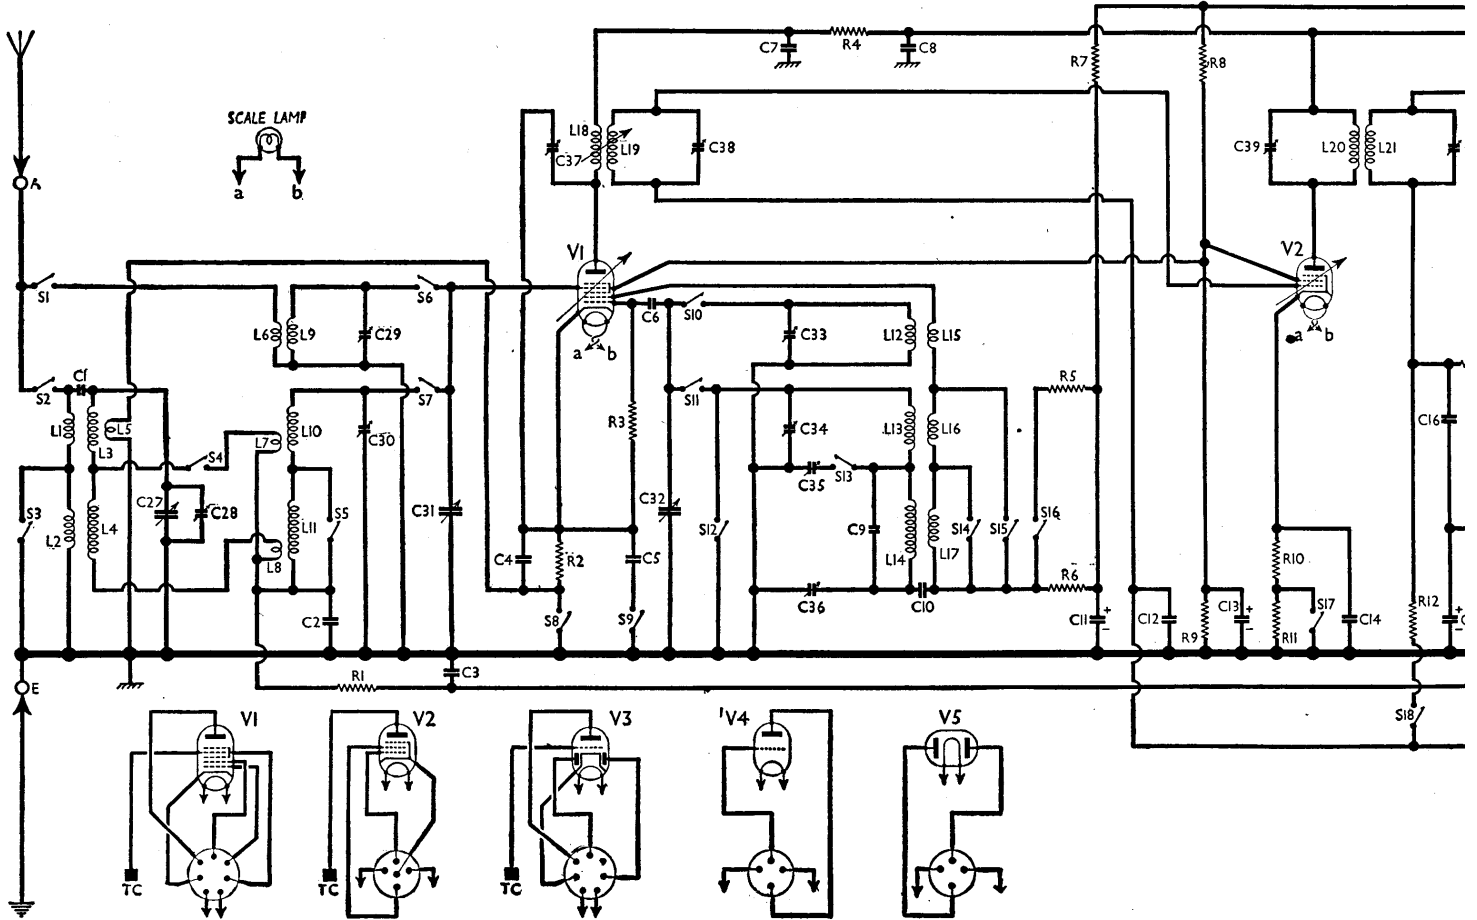 C7
R4
C8
R7
R8
SCALE LAMP
a
b
A
L18
C37
L19
C38
C39
L20
L21
V1
V2
S1
S6
L6
L9
C29
a
b
C6
S10
C33
L12
L15
a
b
S2
C1
S7
S11
R5
L1
L3
L5
L7
L10
C30
R3
C34
L13
L16
C16
S4
C35
S13
S3
C27
C28
L2
L4
L11
S5
C31
C32
S12
C9
S14
S15
S16
L8
C4
R2
C5
L14
L17
R10
C2
S8
S9
C36
C10
R6
C11
+
−
C12
R9
C13
+
−
R11
S17
C14
R12
+
−
C
E
R1
C3
S18
V1
V2
V3
V4
V5
TC
TC
TC